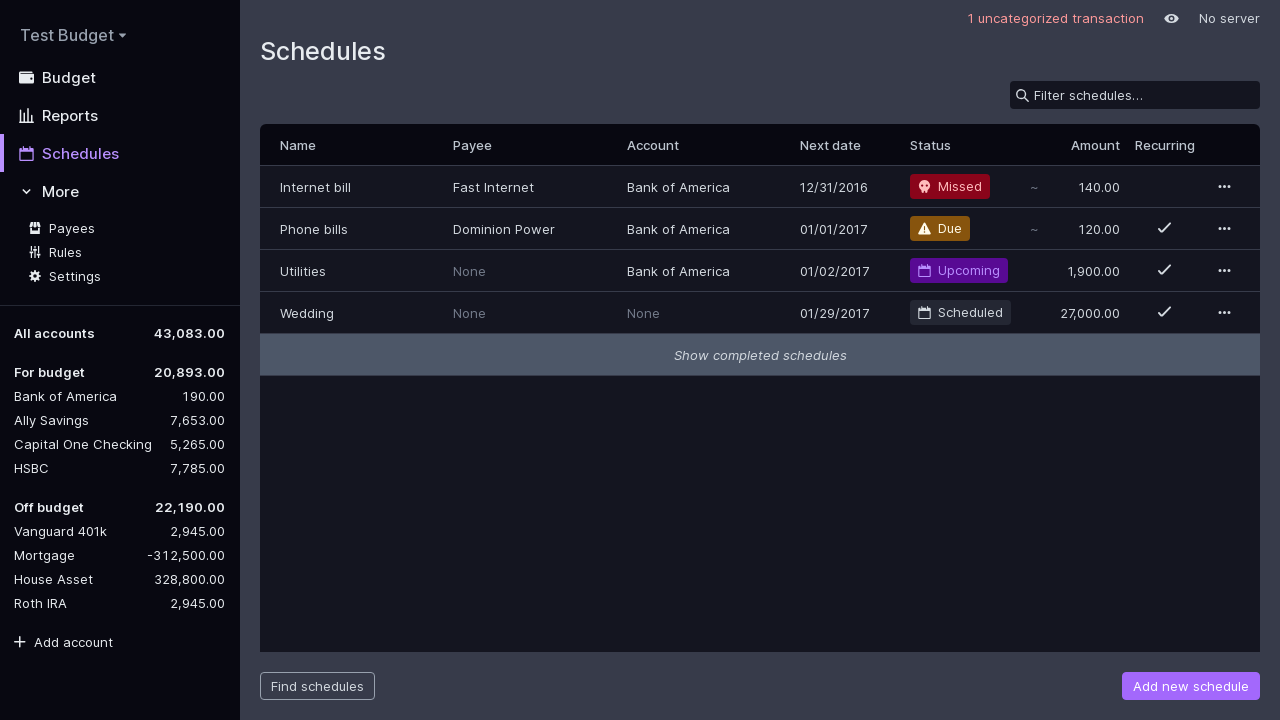 Test Budget
Budget
Reports
Schedules
More
Payees
Rules
Settings
All accounts 43,083.00
For budget 20,893.00
Bank of America 190.00
Ally Savings 7,653.00
Capital One Checking 5,265.00
HSBC 7,785.00
Off budget 22,190.00
Vanguard 401k 2,945.00
Mortgage -312,500.00
House Asset 328,800.00
Roth IRA 2,945.00
Add account
1 uncategorized transaction No server
Schedules
Filter schedules…
Name Payee Account Next date Status Amount Recurring
Internet bill Fast Internet Bank of America 12/31/2016 Missed ~ 140.00
Phone bills Dominion Power Bank of America 01/01/2017 Due ~ 120.00
Utilities None Bank of America 01/02/2017 Upcoming 1,900.00
Wedding None None 01/29/2017 Scheduled 27,000.00
Show completed schedules
Find schedules Add new schedule